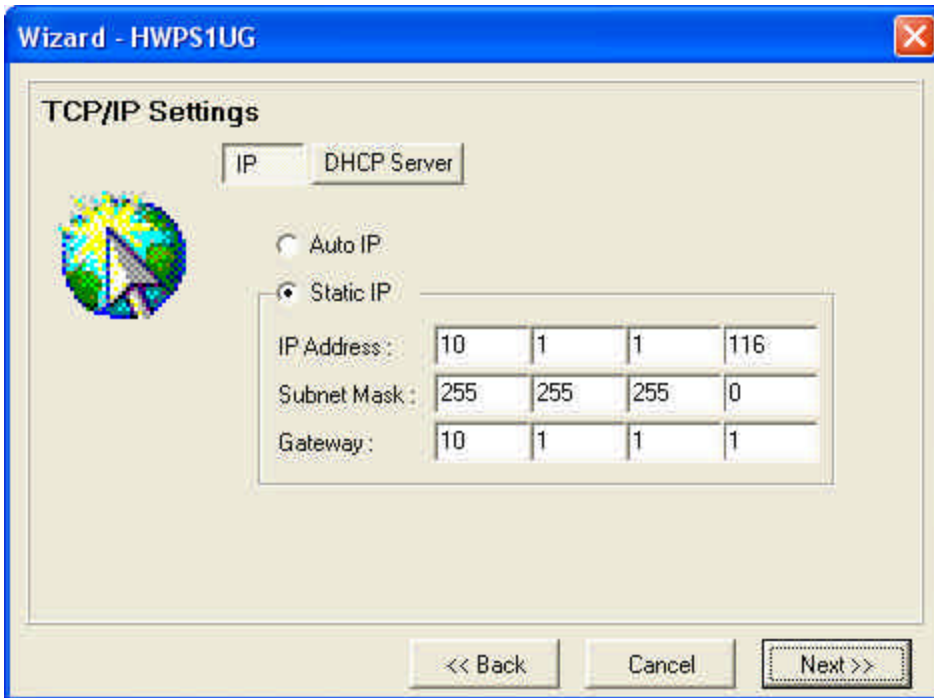 Wizard - HWPS1UG
TCP/IP Settings
IP DHCP Server
Auto IP
Static IP
IP Address : 10 1 1 116
Subnet Mask : 255 255 255 0
Gateway : 10 1 1 1
<< Back Cancel Next >>